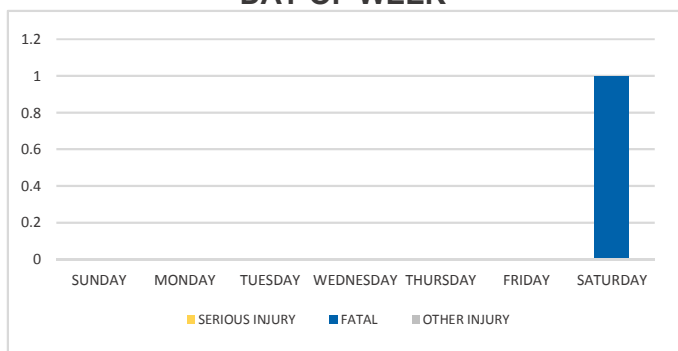 DAY OF WEEK
1.2
1
0.8
0.6
0.4
0.2
0
SUNDAY MONDAY TUESDAY WEDNESDAY THURSDAY FRIDAY SATURDAY
SERIOUS INJURY FATAL OTHER INJURY